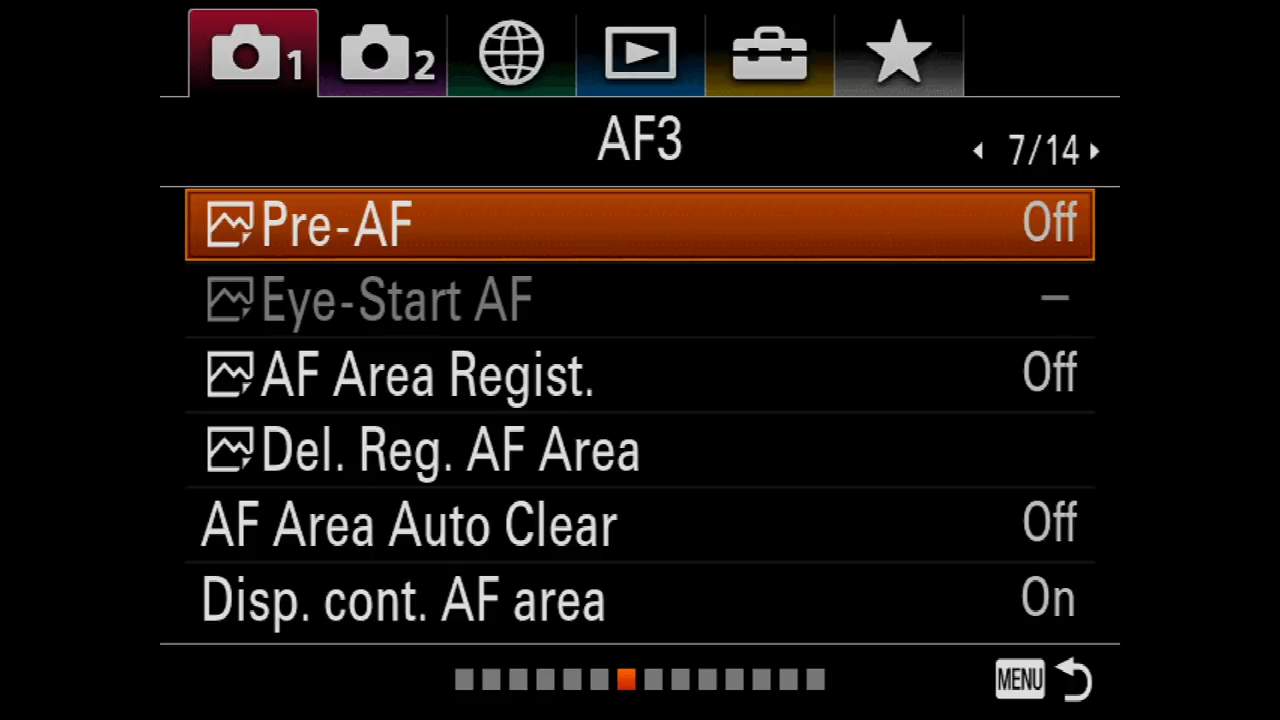 1 2
AF3
7/14
Pre-AF Off
Eye-Start AF –
AF Area Regist. Off
Del. Reg. AF Area
AF Area Auto Clear Off
Disp. cont. AF area On
MENU